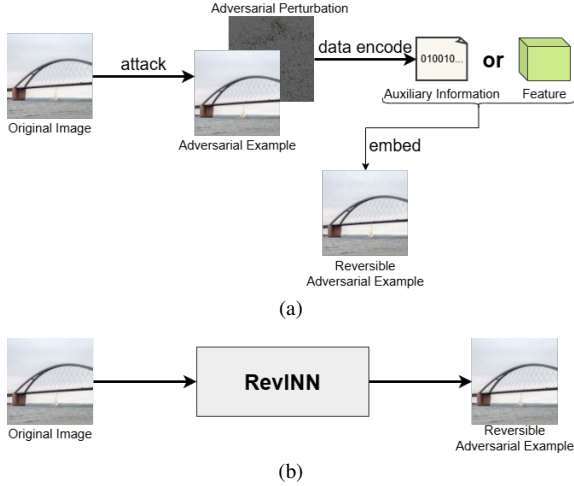 Adversarial Perturbation
attack
data encode
010010...
or
Original Image
Adversarial Example
Auxiliary Information
Feature
embed
Reversible
Adversarial Example
(a)
RevINN
Original Image
Reversible
Adversarial Example
(b)